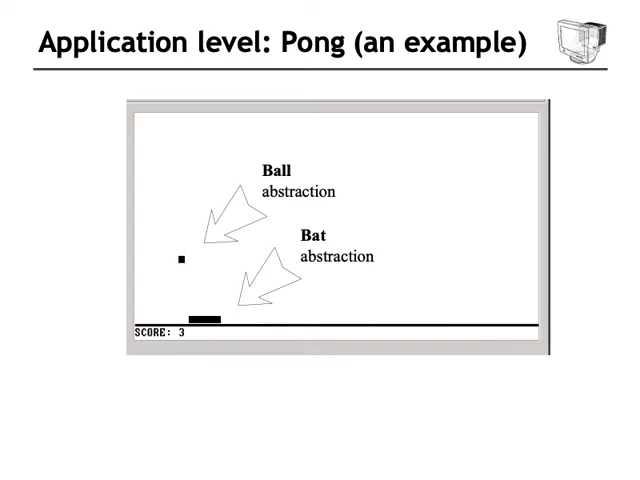 Application level: Pong (an example)
Ball
abstraction
Bat
abstraction
SCORE: 3